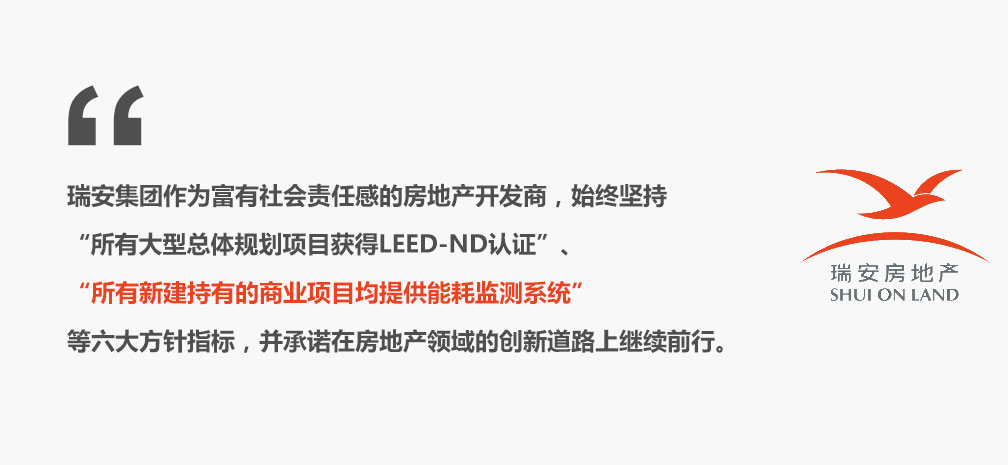 “
瑞安集团作为富有社会责任感的房地产开发商，始终坚持
“所有大型总体规划项目获得LEED-ND认证”、
“所有新建持有的商业项目均提供能耗监测系统”
等六大方针指标，并承诺在房地产领域的创新道路上继续前行。
瑞安房地产
SHUI ON LAND